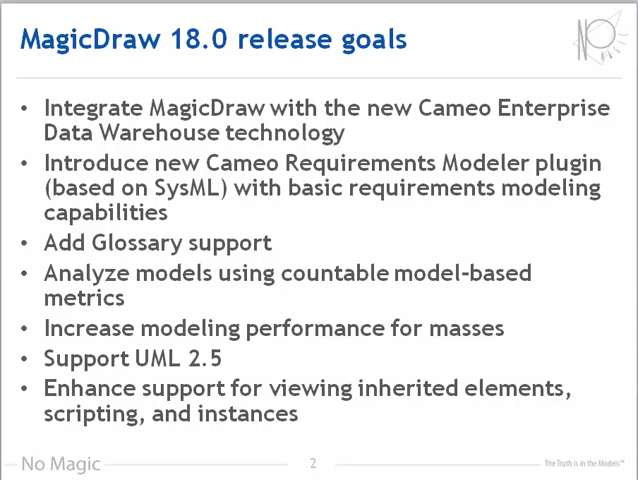 MagicDraw 18.0 release goals
NO
• Integrate MagicDraw with the new Cameo Enterprise
Data Warehouse technology
• Introduce new Cameo Requirements Modeler plugin
(based on SysML) with basic requirements modeling
capabilities
• Add Glossary support
• Analyze models using countable model-based
metrics
• Increase modeling performance for masses
• Support UML 2.5
• Enhance support for viewing inherited elements,
scripting, and instances
No Magic
2
The Truth is in the Models™